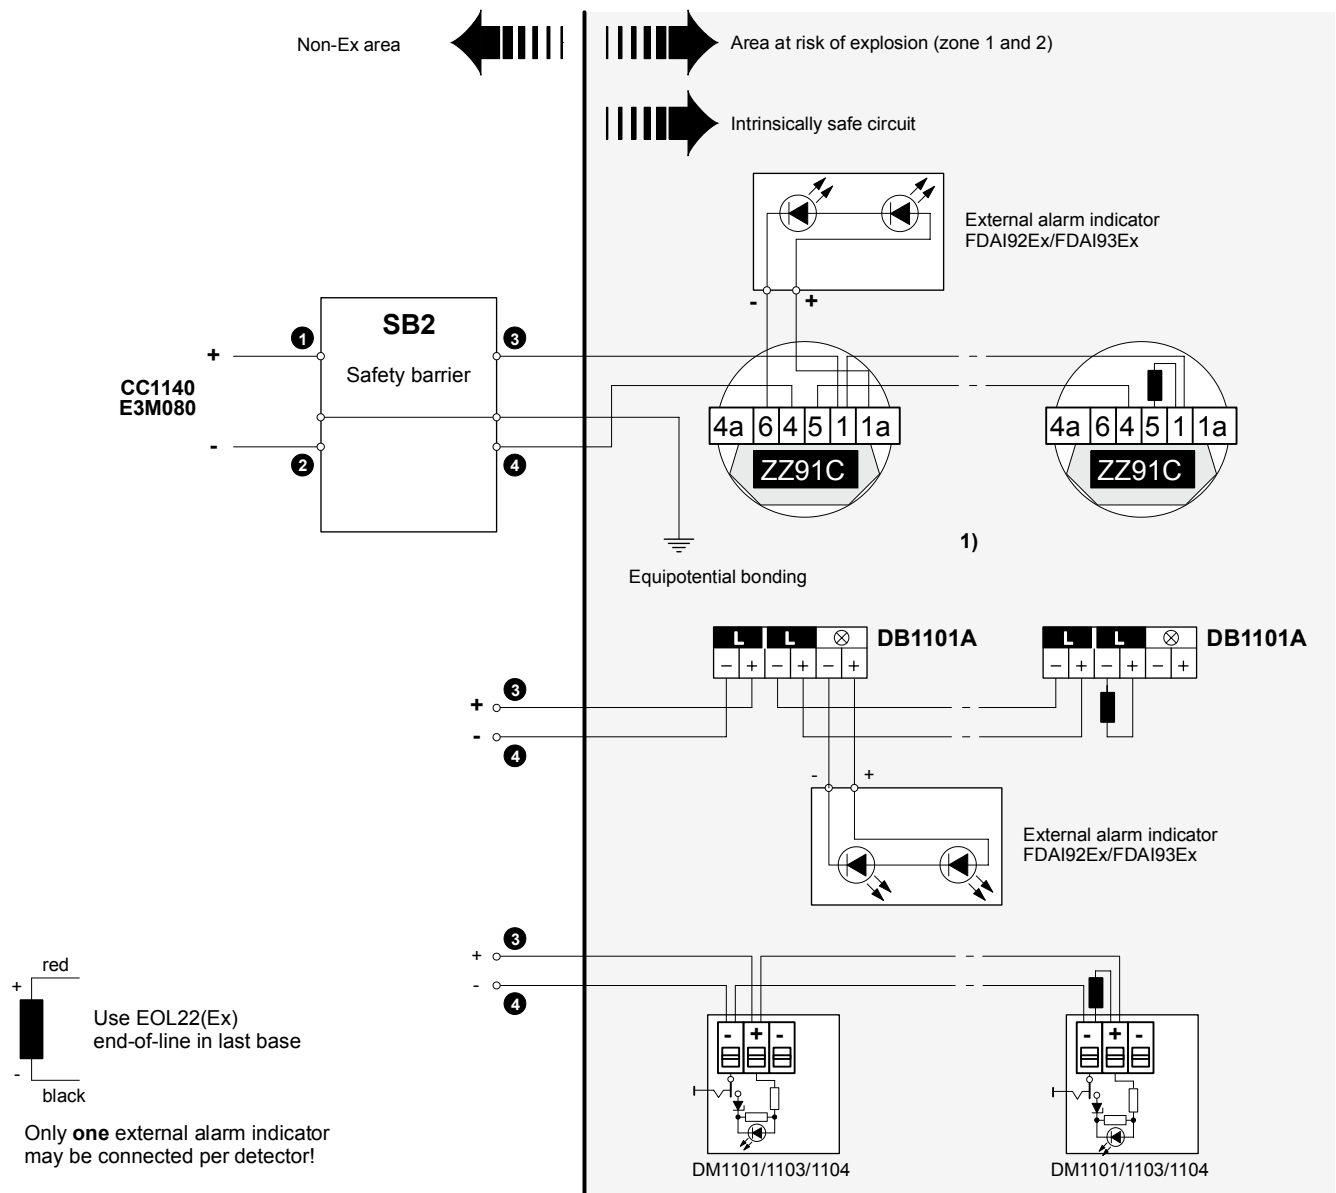 Non-Ex area
Area at risk of explosion (zone 1 and 2)
Intrinsically safe circuit
External alarm indicator
FDAI92Ex/FDAI93Ex
- +
SB2
Safety barrier
1
3
+
CC1140
E3M080
-
2
4
4a 6 4 5 1 1a
ZZ91C
4a 6 4 5 1 1a
ZZ91C
1)
Equipotential bonding
L L
DB1101A
− + − + − +
L L
DB1101A
− + − + − +
+ 3
- 4
- +
External alarm indicator
FDAI92Ex/FDAI93Ex
+ 3
- 4
- + -
- + -
DM1101/1103/1104
DM1101/1103/1104
red
+
Use EOL22(Ex)
end-of-line in last base
-
black
Only one external alarm indicator
may be connected per detector!